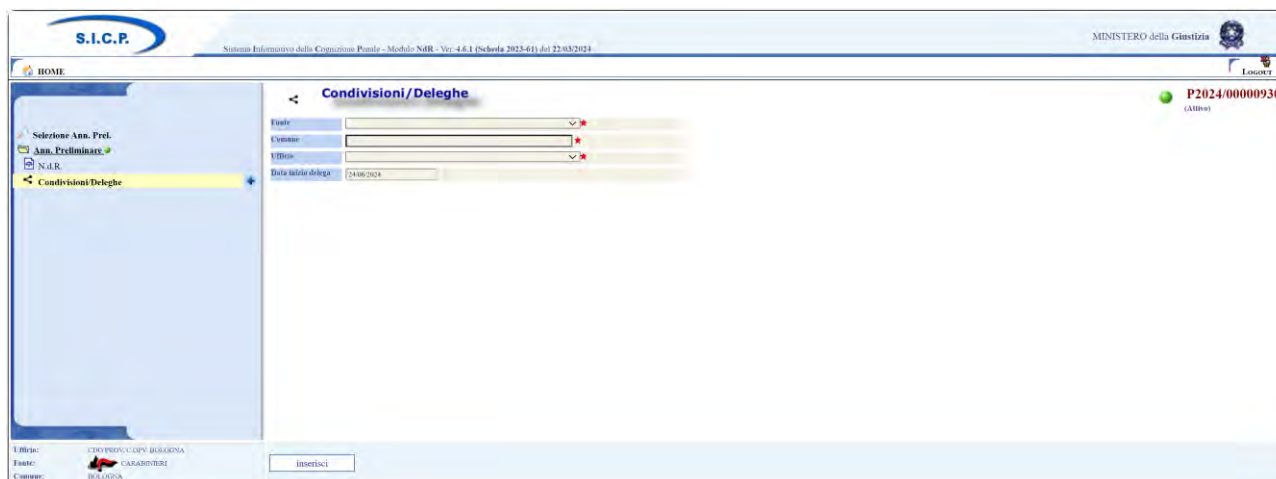 S.I.C.P.
Sistema Informativo della Cognizione Penale - Modulo NdR - Ver. 4.6.1 (Scheda 2023-61) del 22/03/2024
MINISTERO della Giustizia
HOME
LOGOUT
Condivisioni/Deleghe
P2024/00000930
(Attivo)
Selezione Ann. Prel.
Ann. Preliminare
N.d.R.
Condivisioni/Deleghe
Fonte
Comune
Ufficio
Data inizio delega 24/06/2024
Ufficio: CDO PROV. C OPV. BOLOGNA
Fonte: CARABINIERI
Comune: BOLOGNA
inserisci